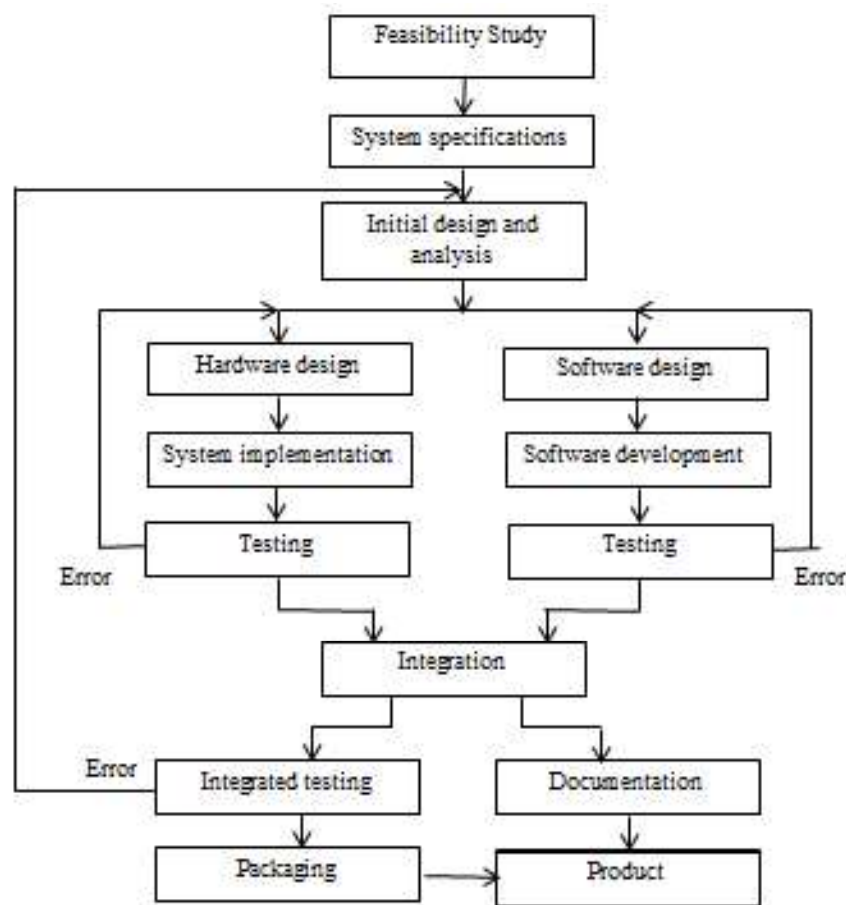 Feasibility Study
System specifications
Initial design and
analysis
Hardware design
Software design
System implementation
Software development
Testing
Testing
Error
Error
Integration
Error
Integrated testing
Documentation
Packaging
Product